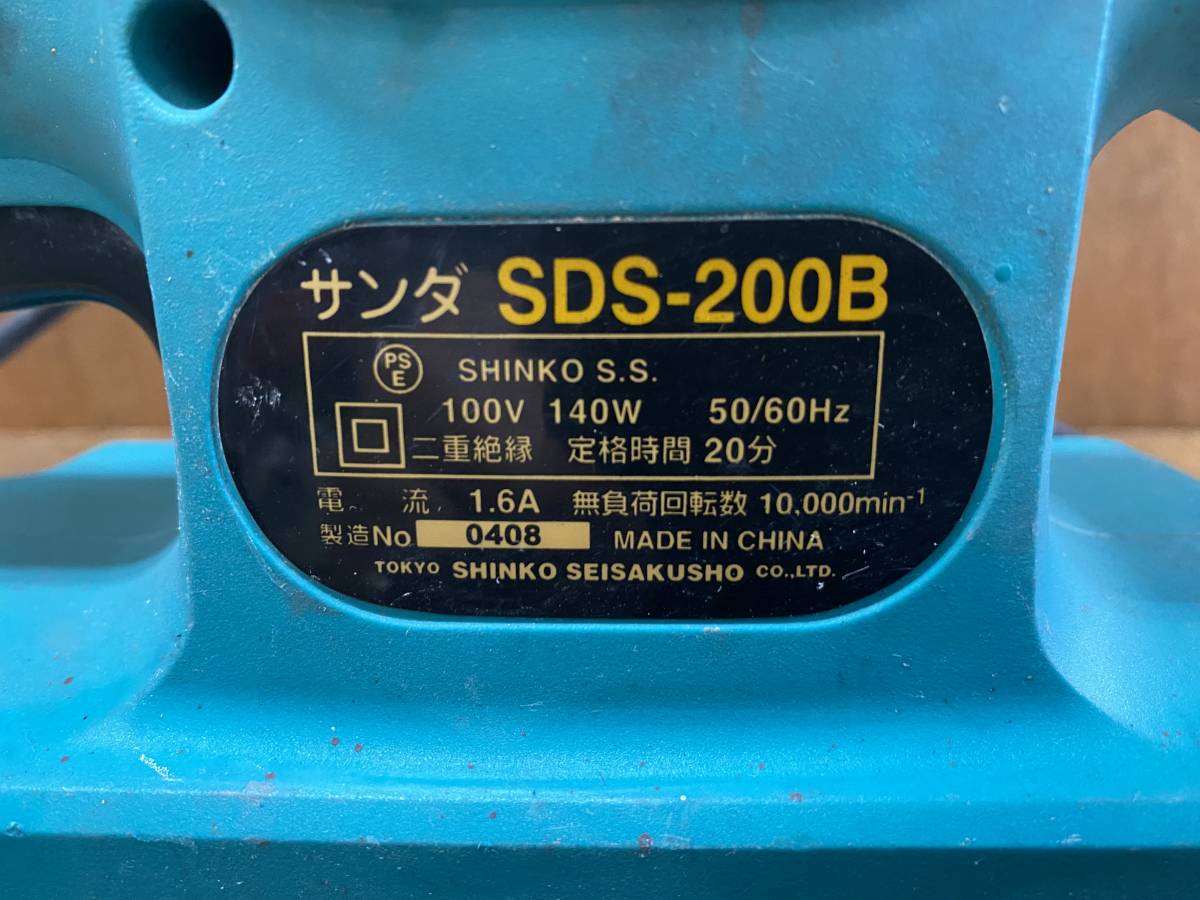 サンダ SDS-200B
PS E SHINKO S.S.
100V 140W 50/60Hz
二重絶縁 定格時間 20分
電 流 1.6A 無負荷回転数 10,000min⁻¹
製造No 0408 MADE IN CHINA
TOKYO SHINKO SEISAKUSHO CO.,LTD.